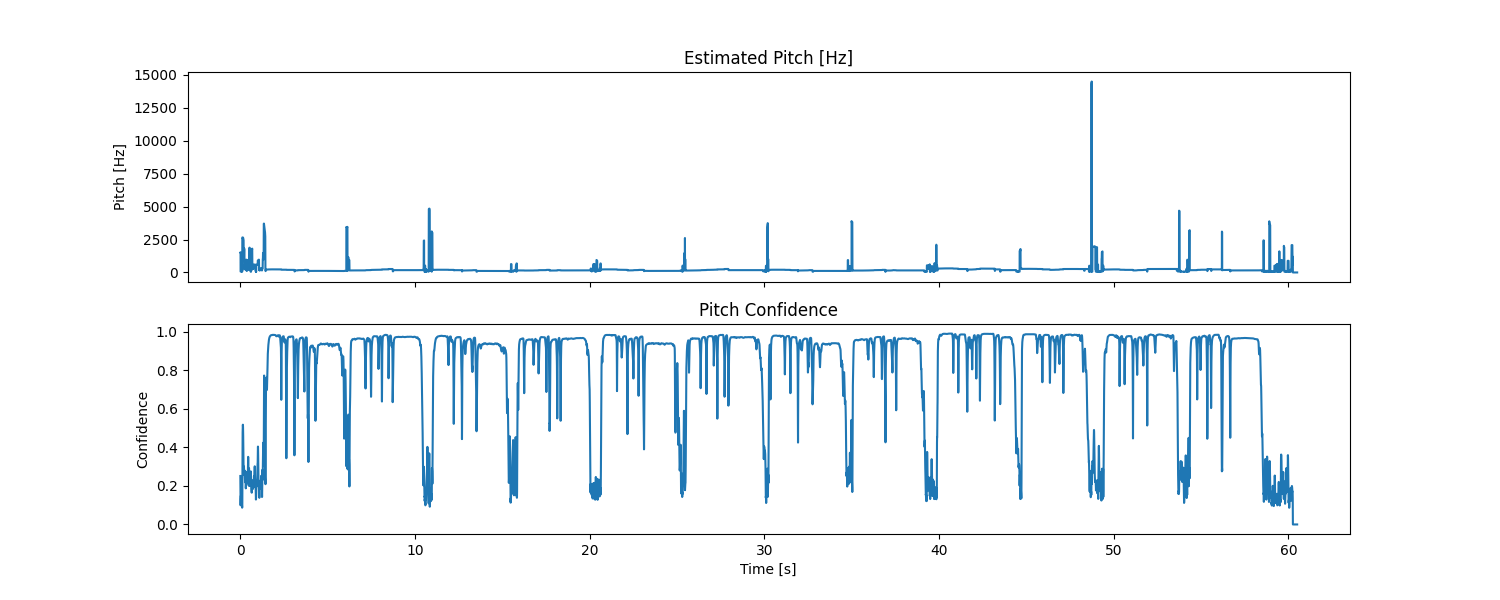 Estimated Pitch [Hz]
15000
12500
10000
7500
5000
2500
0
Pitch [Hz]
Pitch Confidence
1.0
0.8
0.6
0.4
0.2
0.0
Confidence
0 10 20 30 40 50 60
Time [s]